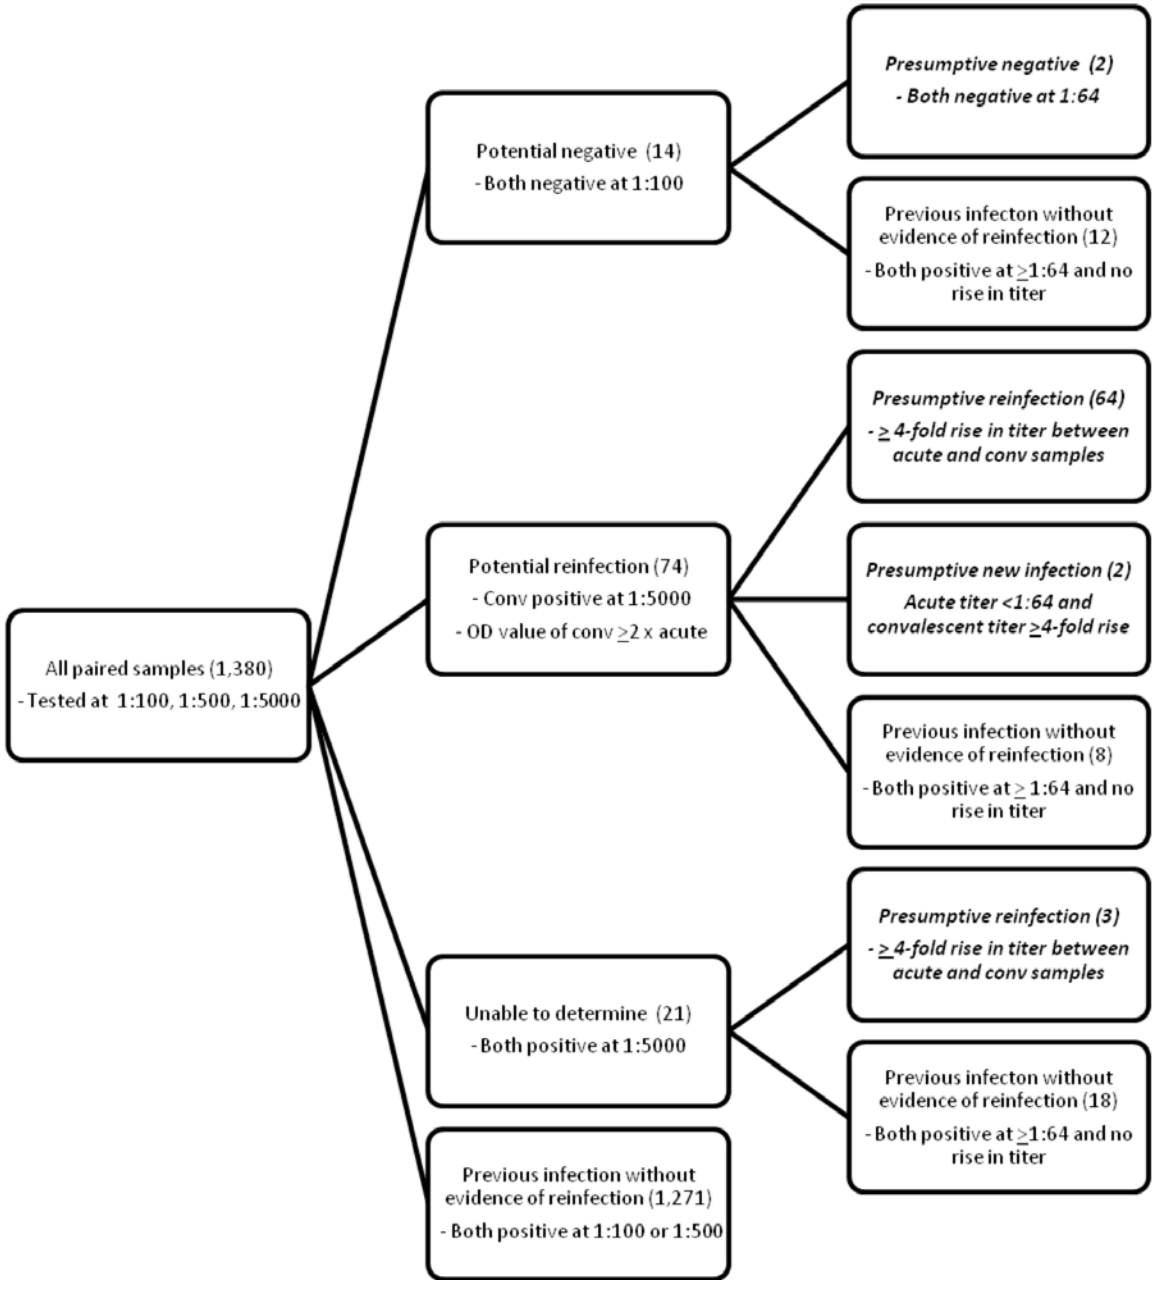 All paired samples (1,380)
- Tested at 1:100, 1:500, 1:5000
Potential negative (14)
- Both negative at 1:100
Presumptive negative (2)
- Both negative at 1:64
Previous infecton without
evidence of reinfection (12)
- Both positive at ≥1:64 and no
rise in titer
Potential reinfection (74)
- Conv positive at 1:5000
- OD value of conv ≥2 x acute
Presumptive reinfection (64)
- ≥ 4-fold rise in titer between
acute and conv samples
Presumptive new infection (2)
Acute titer <1:64 and
convalescent titer ≥4-fold rise
Previous infection without
evidence of reinfection (8)
- Both positive at ≥ 1:64 and no
rise in titer
Unable to determine (21)
- Both positive at 1:5000
Presumptive reinfection (3)
- ≥ 4-fold rise in titer between
acute and conv samples
Previous infecton without
evidence of reinfection (18)
- Both positive at ≥1:64 and no
rise in titer
Previous infection without
evidence of reinfection (1,271)
- Both positive at 1:100 or 1:500